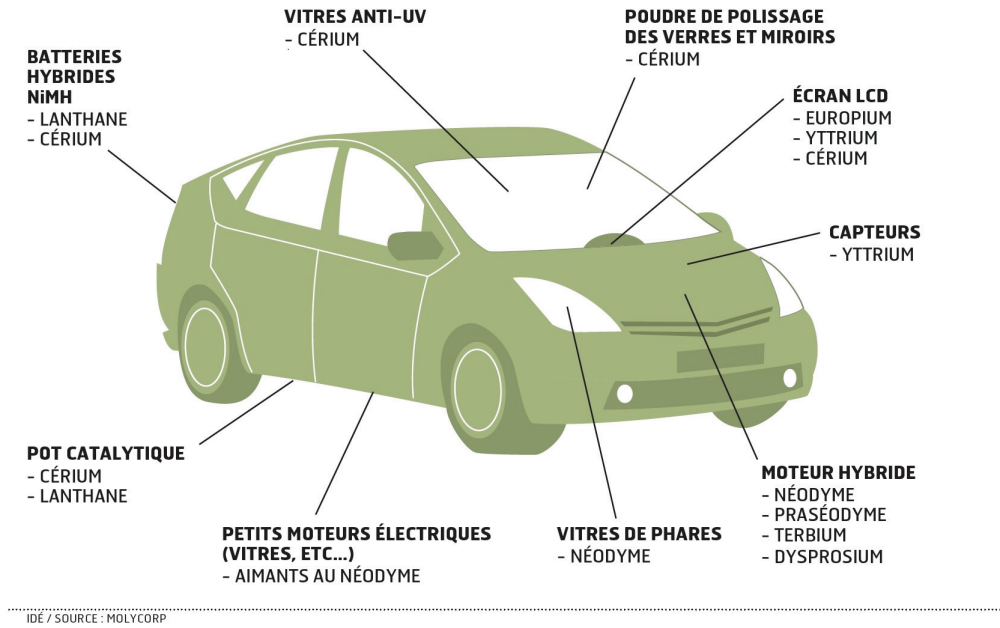 VITRES ANTI-UV
- CÉRIUM
POUDRE DE POLISSAGE
DES VERRES ET MIROIRS
- CÉRIUM
BATTERIES
HYBRIDES
NiMH
- LANTHANE
- CÉRIUM
ÉCRAN LCD
- EUROPIUM
- YTTRIUM
- CÉRIUM
CAPTEURS
- YTTRIUM
POT CATALYTIQUE
- CÉRIUM
- LANTHANE
PETITS MOTEURS ÉLECTRIQUES
(VITRES, ETC...)
- AIMANTS AU NÉODYME
VITRES DE PHARES
- NÉODYME
MOTEUR HYBRIDE
- NÉODYME
- PRASÉODYME
- TERBIUM
- DYSPROSIUM
IDÉ / SOURCE : MOLYCORP